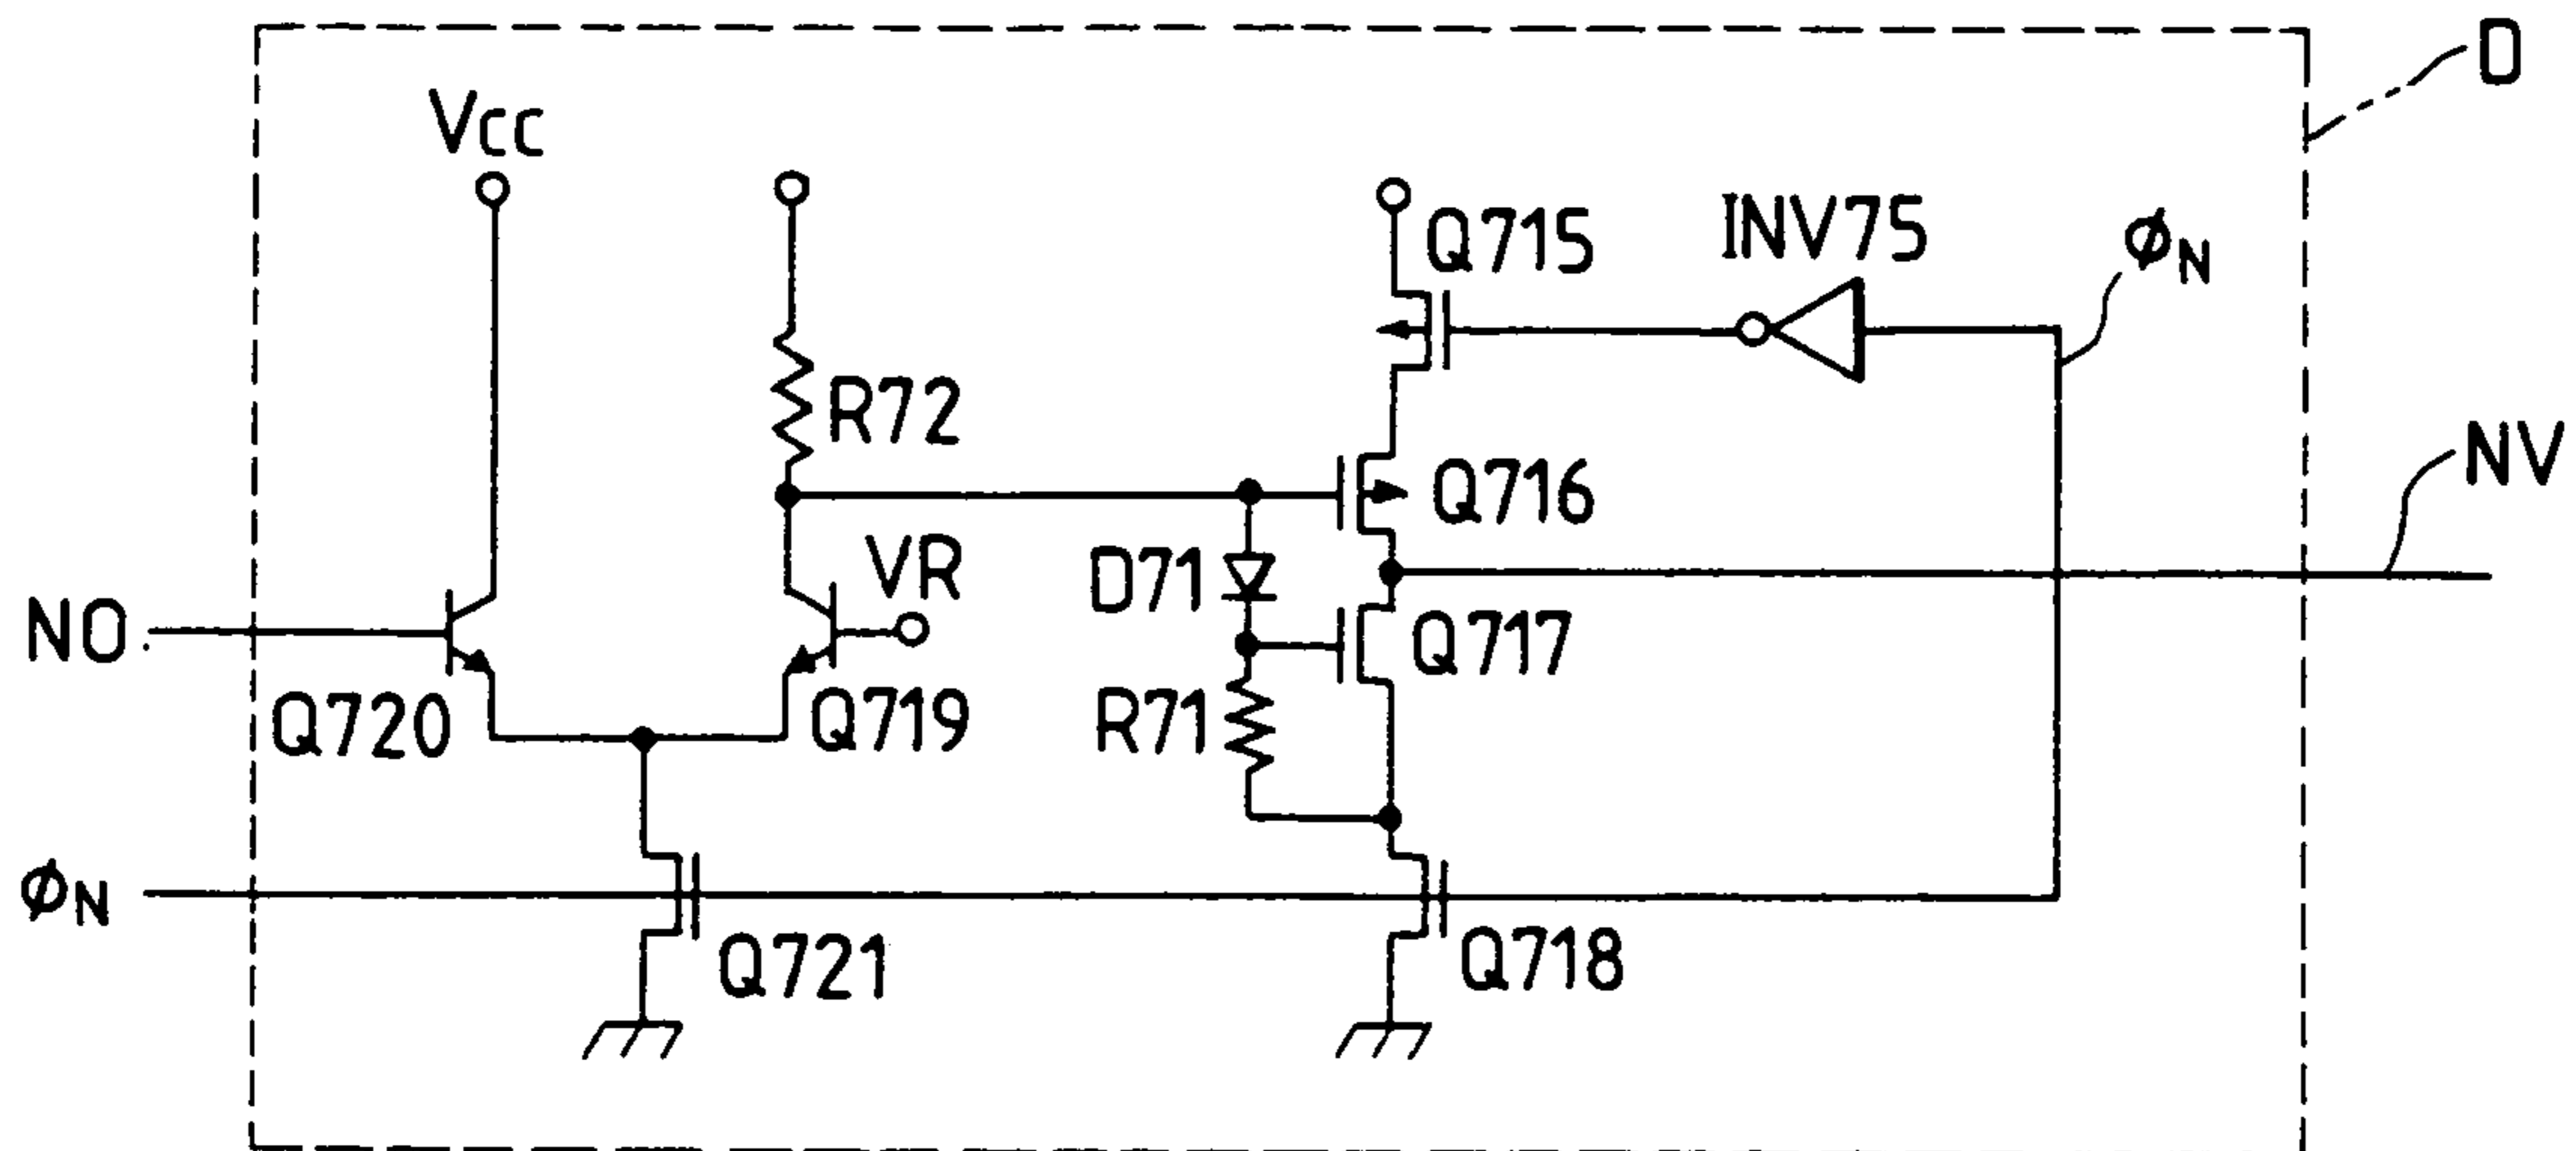 D
Vcc
Q715
INV75
φN
R72
Q716
NV
VR
D71
NO
Q717
Q720
Q719
R71
φN
Q721
Q718